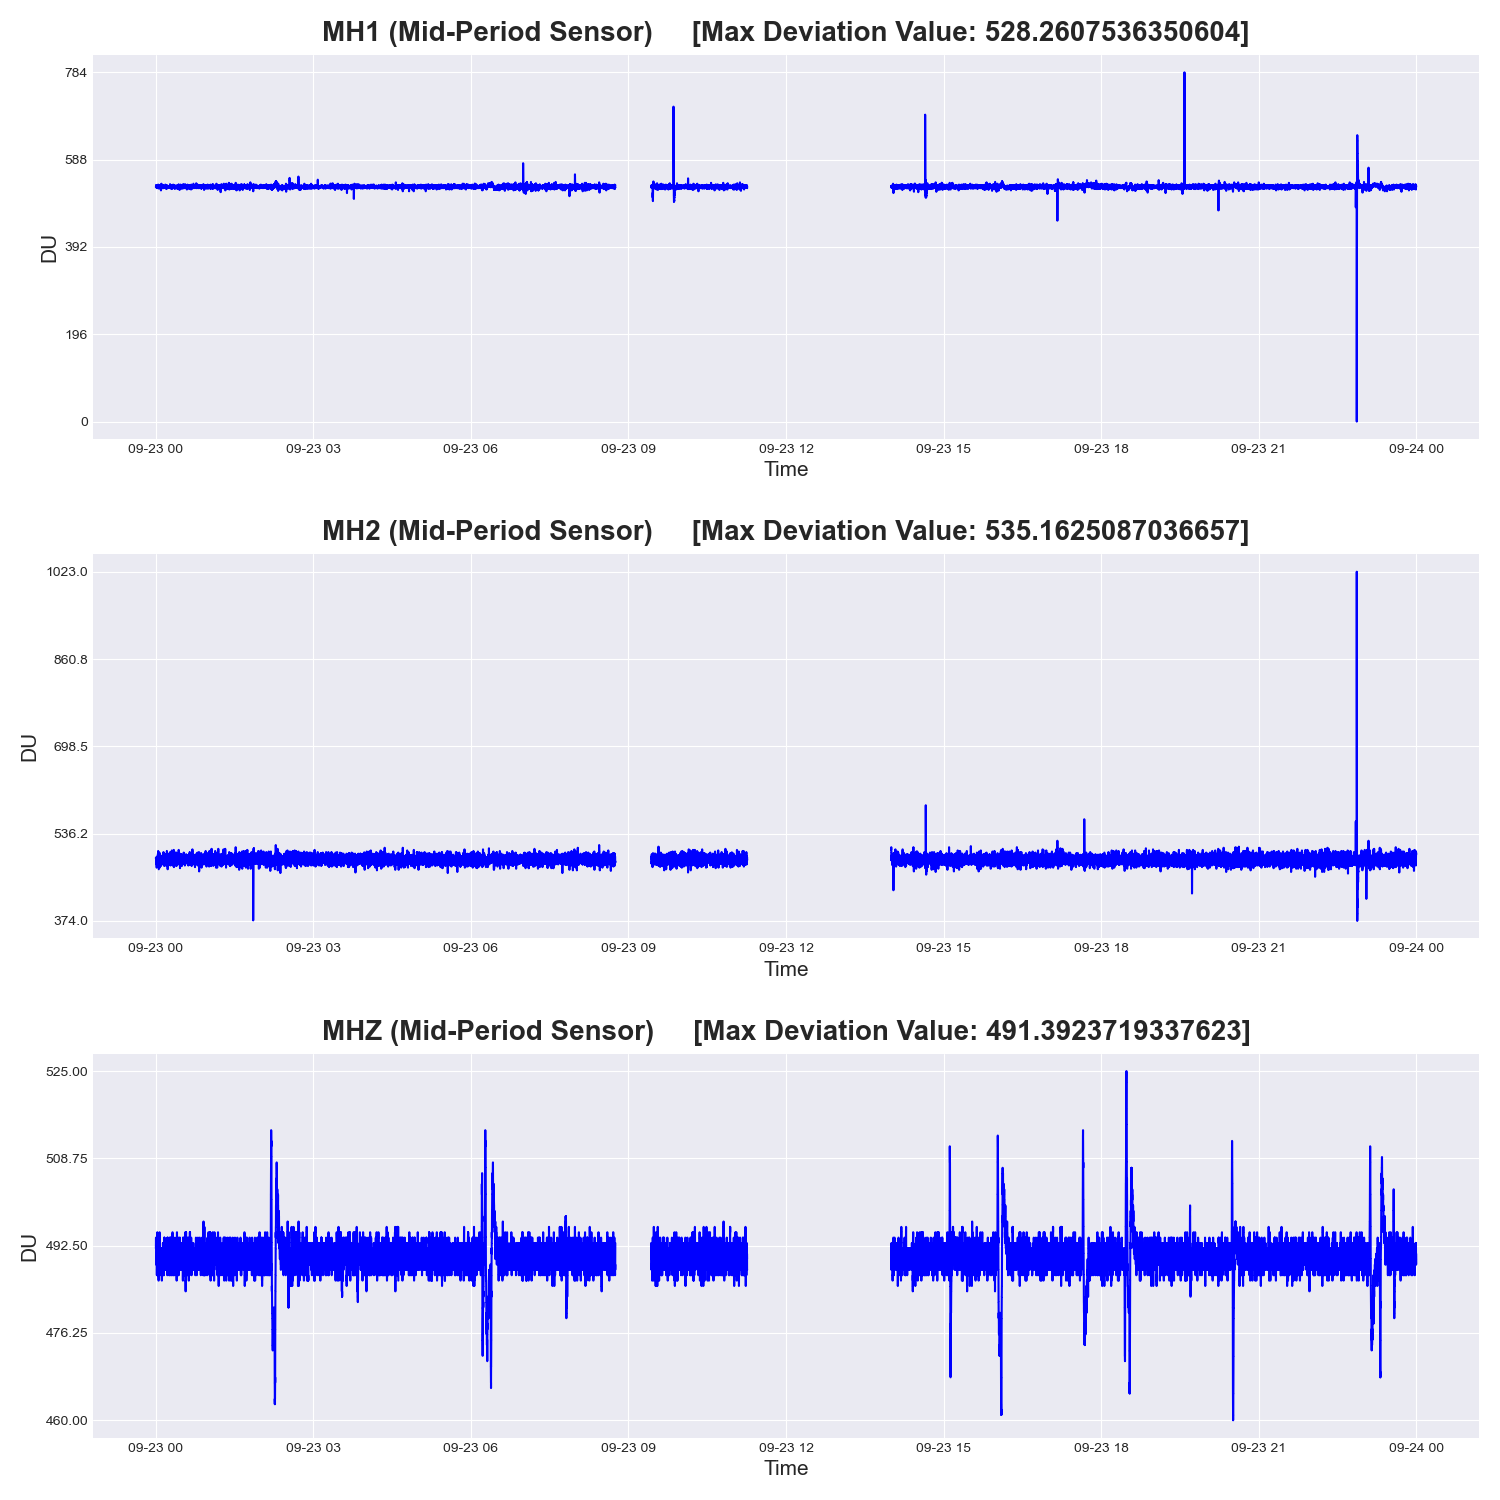 MH1 (Mid-Period Sensor) [Max Deviation Value: 528.2607536350604]
784
588
392
196
0
DU
09-23 00 09-23 03 09-23 06 09-23 09 09-23 12 09-23 15 09-23 18 09-23 21 09-24 00
Time
MH2 (Mid-Period Sensor) [Max Deviation Value: 535.1625087036657]
1023.0
860.8
698.5
536.2
374.0
DU
09-23 00 09-23 03 09-23 06 09-23 09 09-23 12 09-23 15 09-23 18 09-23 21 09-24 00
Time
MHZ (Mid-Period Sensor) [Max Deviation Value: 491.3923719337623]
525.00
508.75
492.50
476.25
460.00
DU
09-23 00 09-23 03 09-23 06 09-23 09 09-23 12 09-23 15 09-23 18 09-23 21 09-24 00
Time